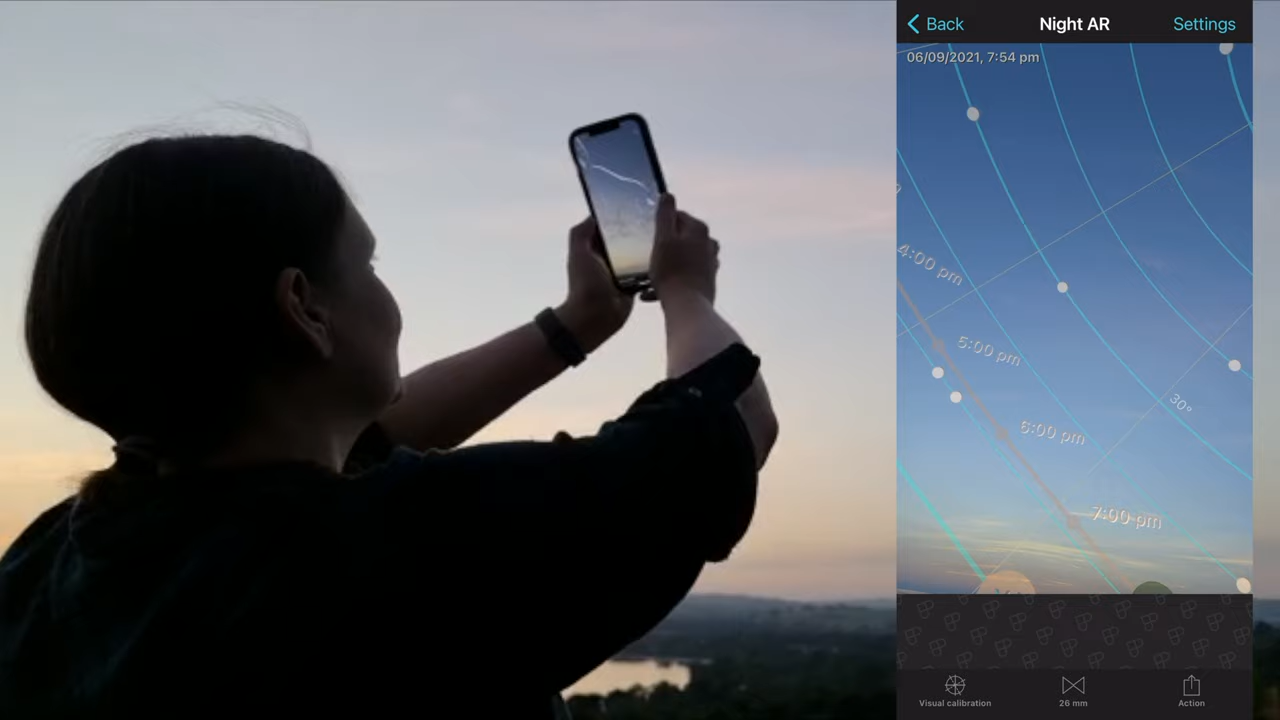 Back
Night AR
Settings
06/09/2021, 7:54 pm
4:00 pm
5:00 pm
30°
6:00 pm
7:00 pm
Visual calibration
26 mm
Action